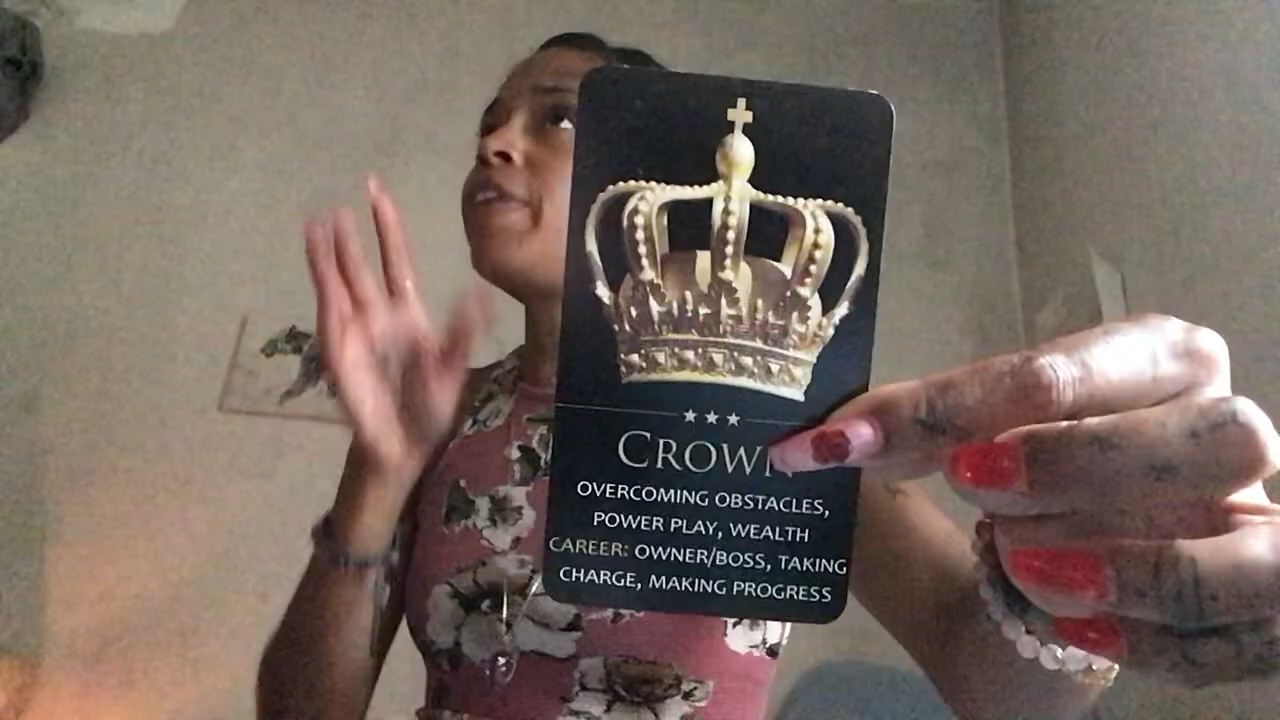 CROWN
OVERCOMING OBSTACLES,
POWER PLAY, WEALTH
CAREER: OWNER/BOSS, TAKING
CHARGE, MAKING PROGRESS